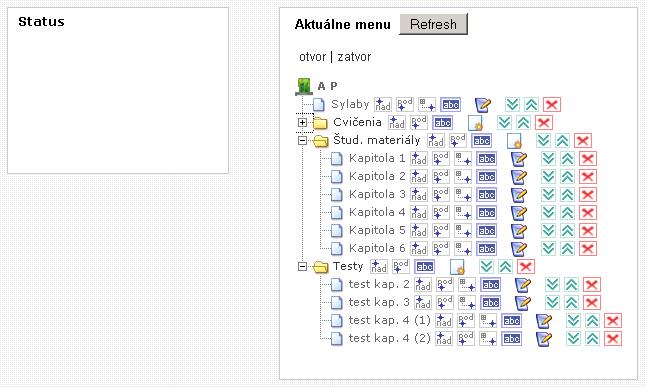 Status
Aktuálne menu Refresh
otvor | zatvor
A P
Sylaby nad pod abc
Cvičenia nad pod abc
Štud. materiály nad pod abc
Kapitola 1 nad pod abc
Kapitola 2 nad pod abc
Kapitola 3 nad pod abc
Kapitola 4 nad pod abc
Kapitola 5 nad pod abc
Kapitola 6 nad pod abc
Testy nad pod abc
test kap. 2 nad pod abc
test kap. 3 nad pod abc
test kap. 4 (1) nad pod abc
test kap. 4 (2) nad pod abc